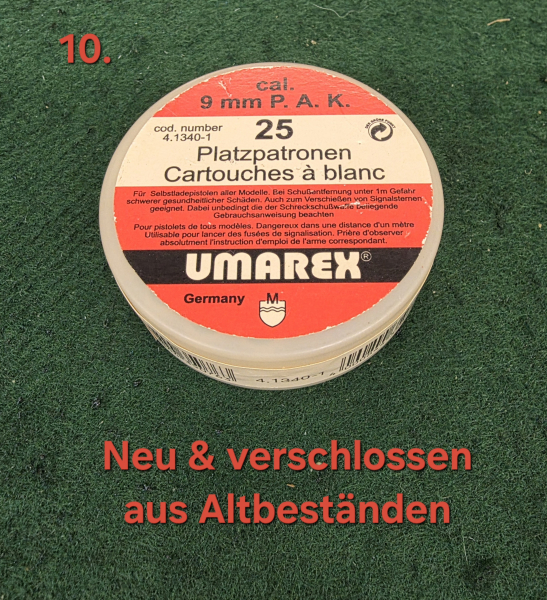 10.
cal.
9 mm P. A. K.
cod. number
4.1340-1
25
Platzpatronen
Cartouches à blanc
Für Selbstladepistolen aller Modelle. Bei Schußentfernung unter 1m Gefahr
schwerer gesundheitlicher Schäden. Auch zum Verschießen von Signalsternen
geeignet. Dabei unbedingt die der Schreckschußwaffe beiliegende
Gebrauchsanweisung beachten
Pour pistolets de tous modèles, Dangereux dans une distance d'un mètre
Utilisable pour lancer des fusées de signalisation. Prière d'observer
absolutment l'instruction d'emploi de l'arme correspondant.
UMAREX®
Germany M
4.1340-1
Neu & verschlossen
aus Altbeständen